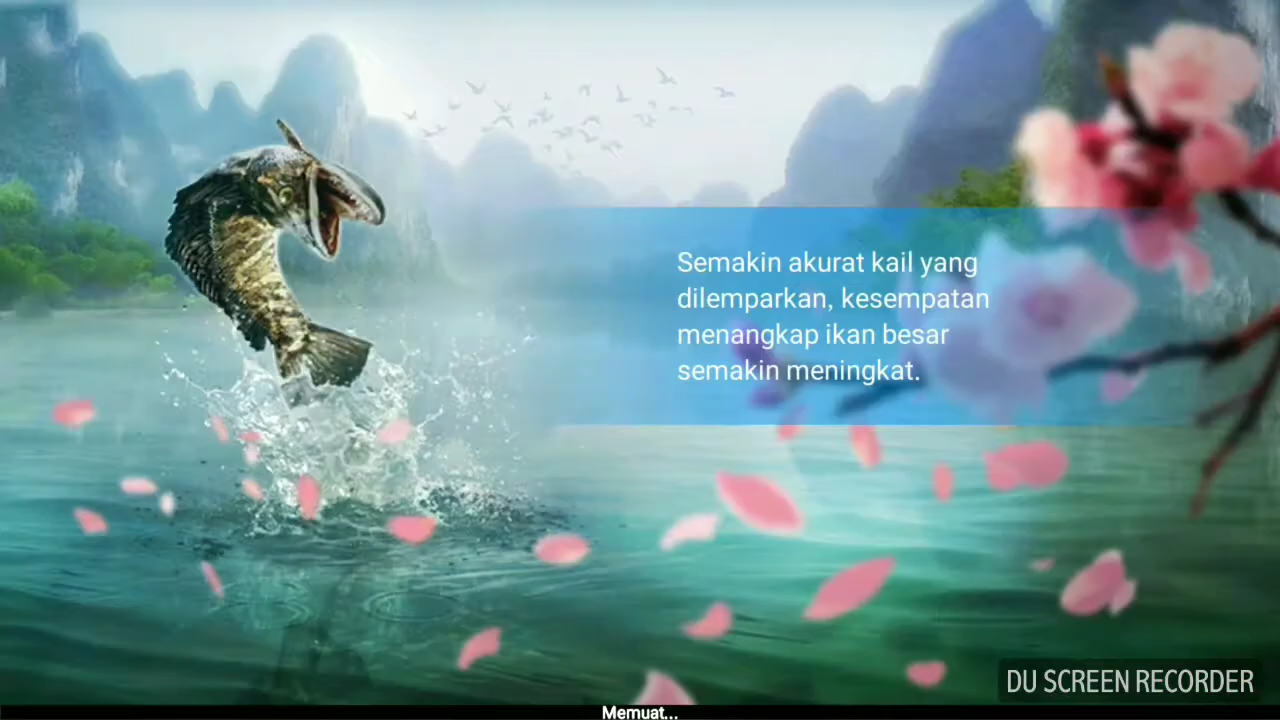 Semakin akurat kail yang
dilemparkan, kesempatan
menangkap ikan besar
semakin meningkat.
DU SCREEN RECORDER
Memuat...